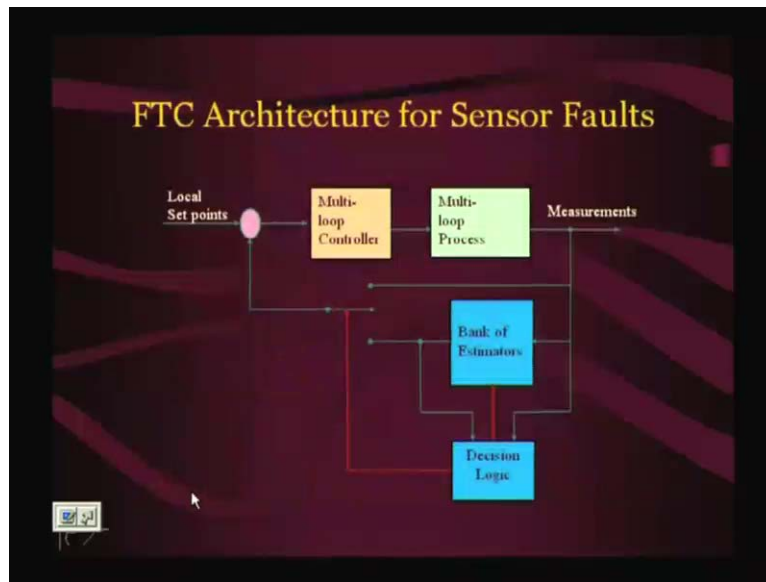 FTC Architecture for Sensor Faults
Local
Set points
Multi-
loop
Controller
Multi-
loop
Process
Measurements
Bank of
Estimators
Decision
Logic